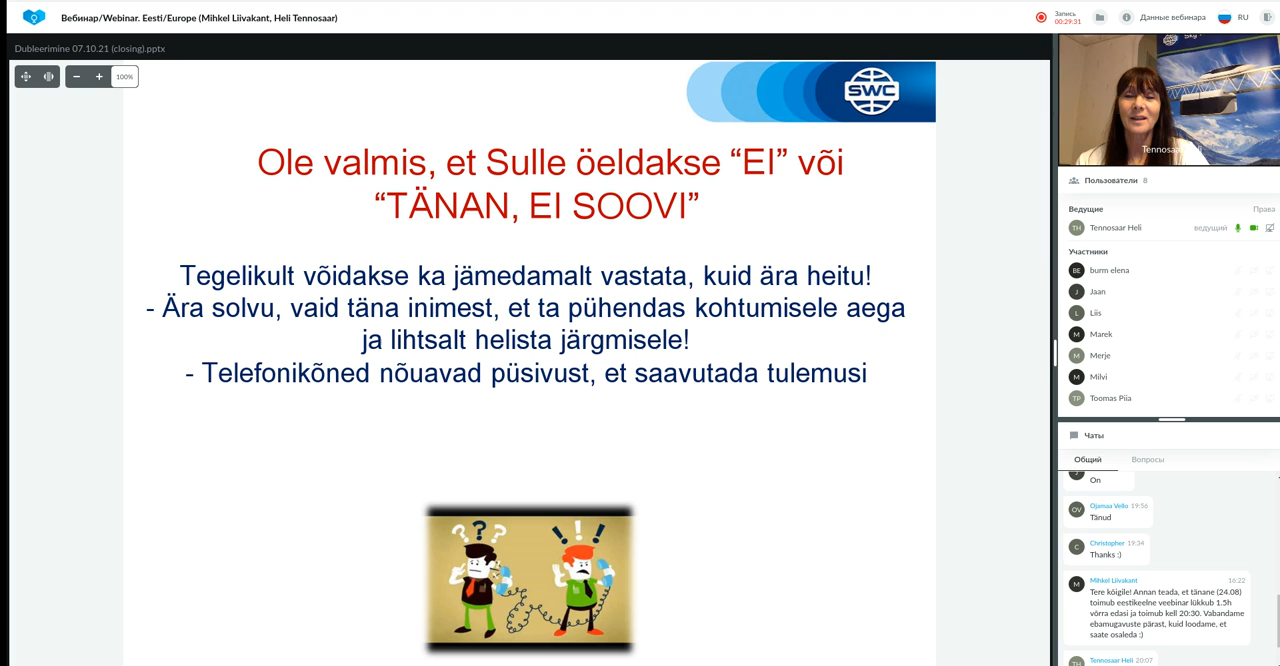 Вебинар/Webinar. Eesti/Europe (Mihkel Liivakant, Heli Tennosaar)
Запись
00:29:31
Данные вебинара
RU
Dubleerimine 07.10.21 (closing).pptx
100%
SWC
Ole valmis, et Sulle öeldakse “EI” või
“TÄNAN, EI SOOVI”
Tegelikult võidakse ka jämedamalt vastata, kuid ära heitu!
- Ära solvu, vaid täna inimest, et ta pühendas kohtumisele aega
ja lihtsalt helista järgmisele!
- Telefonikõned nõuavad püsivust, et saavutada tulemusi
? ? ?
! ! !
Пользователи 8
Ведущие
Права
TH Tennosaar Heli ведущий
Участники
BE burm elena
J Jaan
L Liis
M Marek
M Merje
M Milvi
TP Toomas Piia
Чаты
Общий Вопросы
On
OV Ojamaa Vello 19:56
Tänud
C Christopher 19:34
Thanks :)
M Mihkel Liivakant 16:22
Tere kõigile! Annan teada, et tänane (24.08)
toimub eestikeelne veebinar lükkub 1.5h
võrra edasi ja toimub kell 20:30. Vabandame
ebamugavuste pärast, kuid loodame, et
saate osaleda :)
TH Tennosaar Heli 20:07